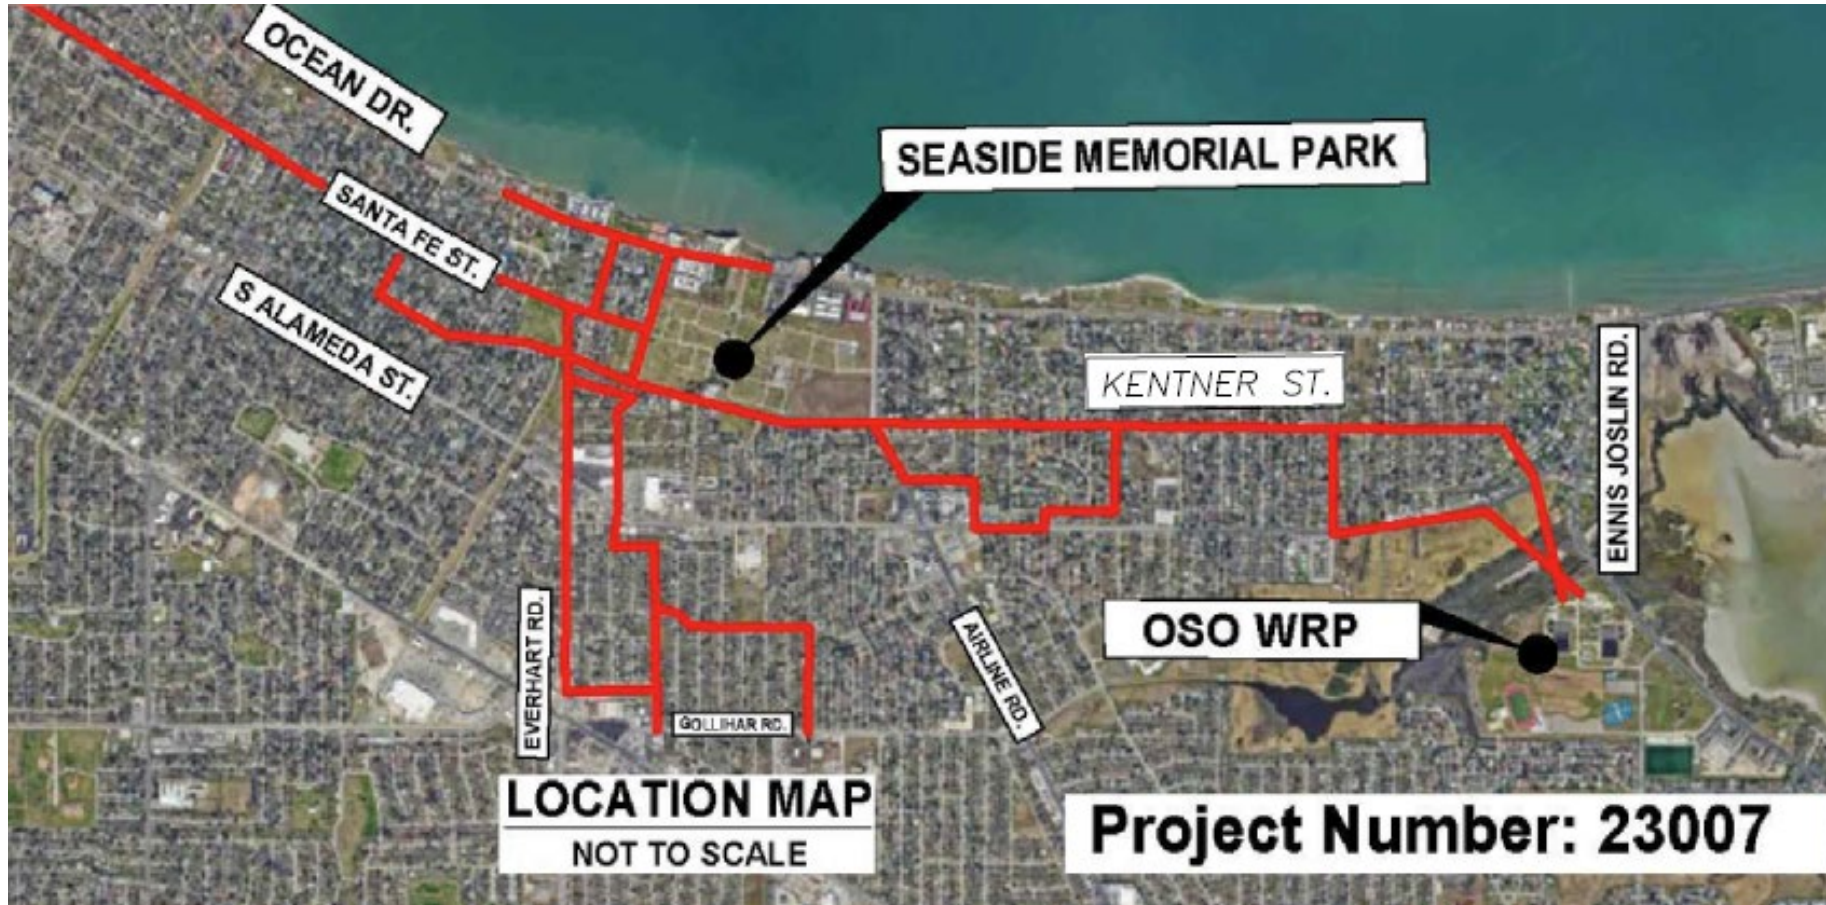 OCEAN DR.
SEASIDE MEMORIAL PARK
SANTA FE ST.
S ALAMEDA ST.
KENTNER ST.
ENNIS JOSLIN RD.
EVERHART RD.
AIRLINE RD.
OSO WRP
GOLLIHAR RD.
LOCATION MAP
NOT TO SCALE
Project Number: 23007